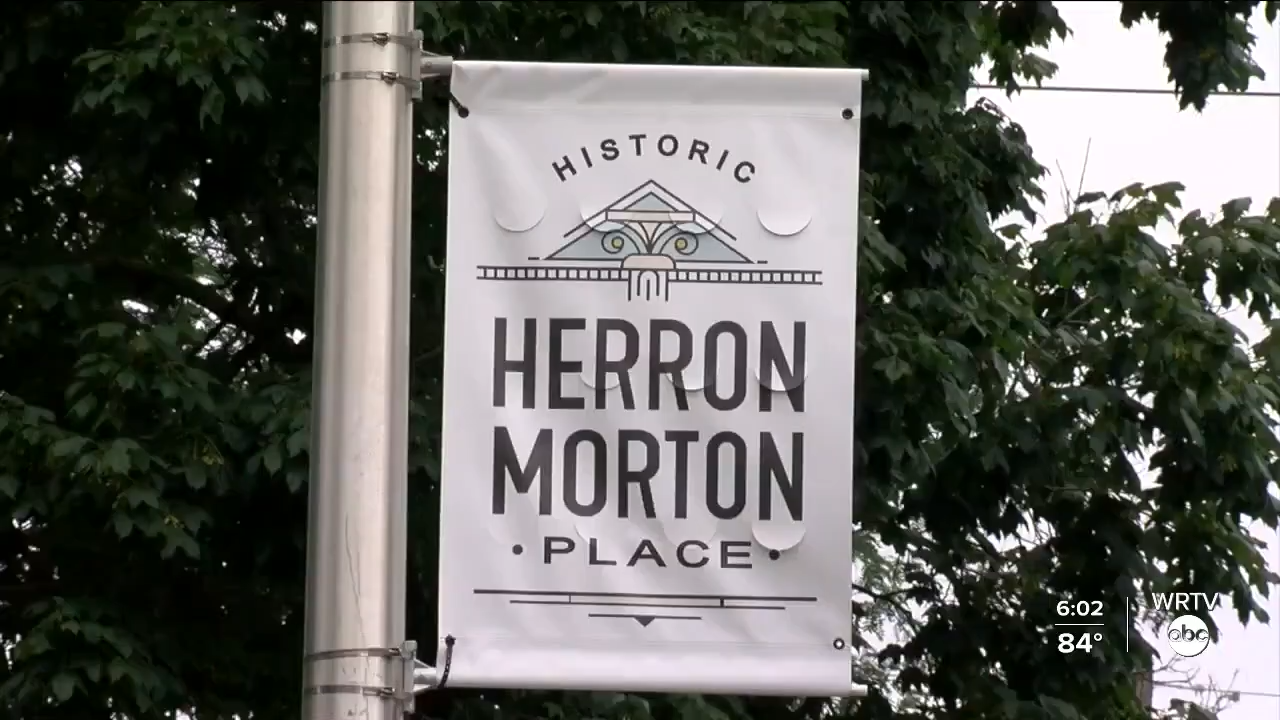 HISTORIC
HERRON
MORTON
• PLACE •
6:02
84°
WRTV
abc